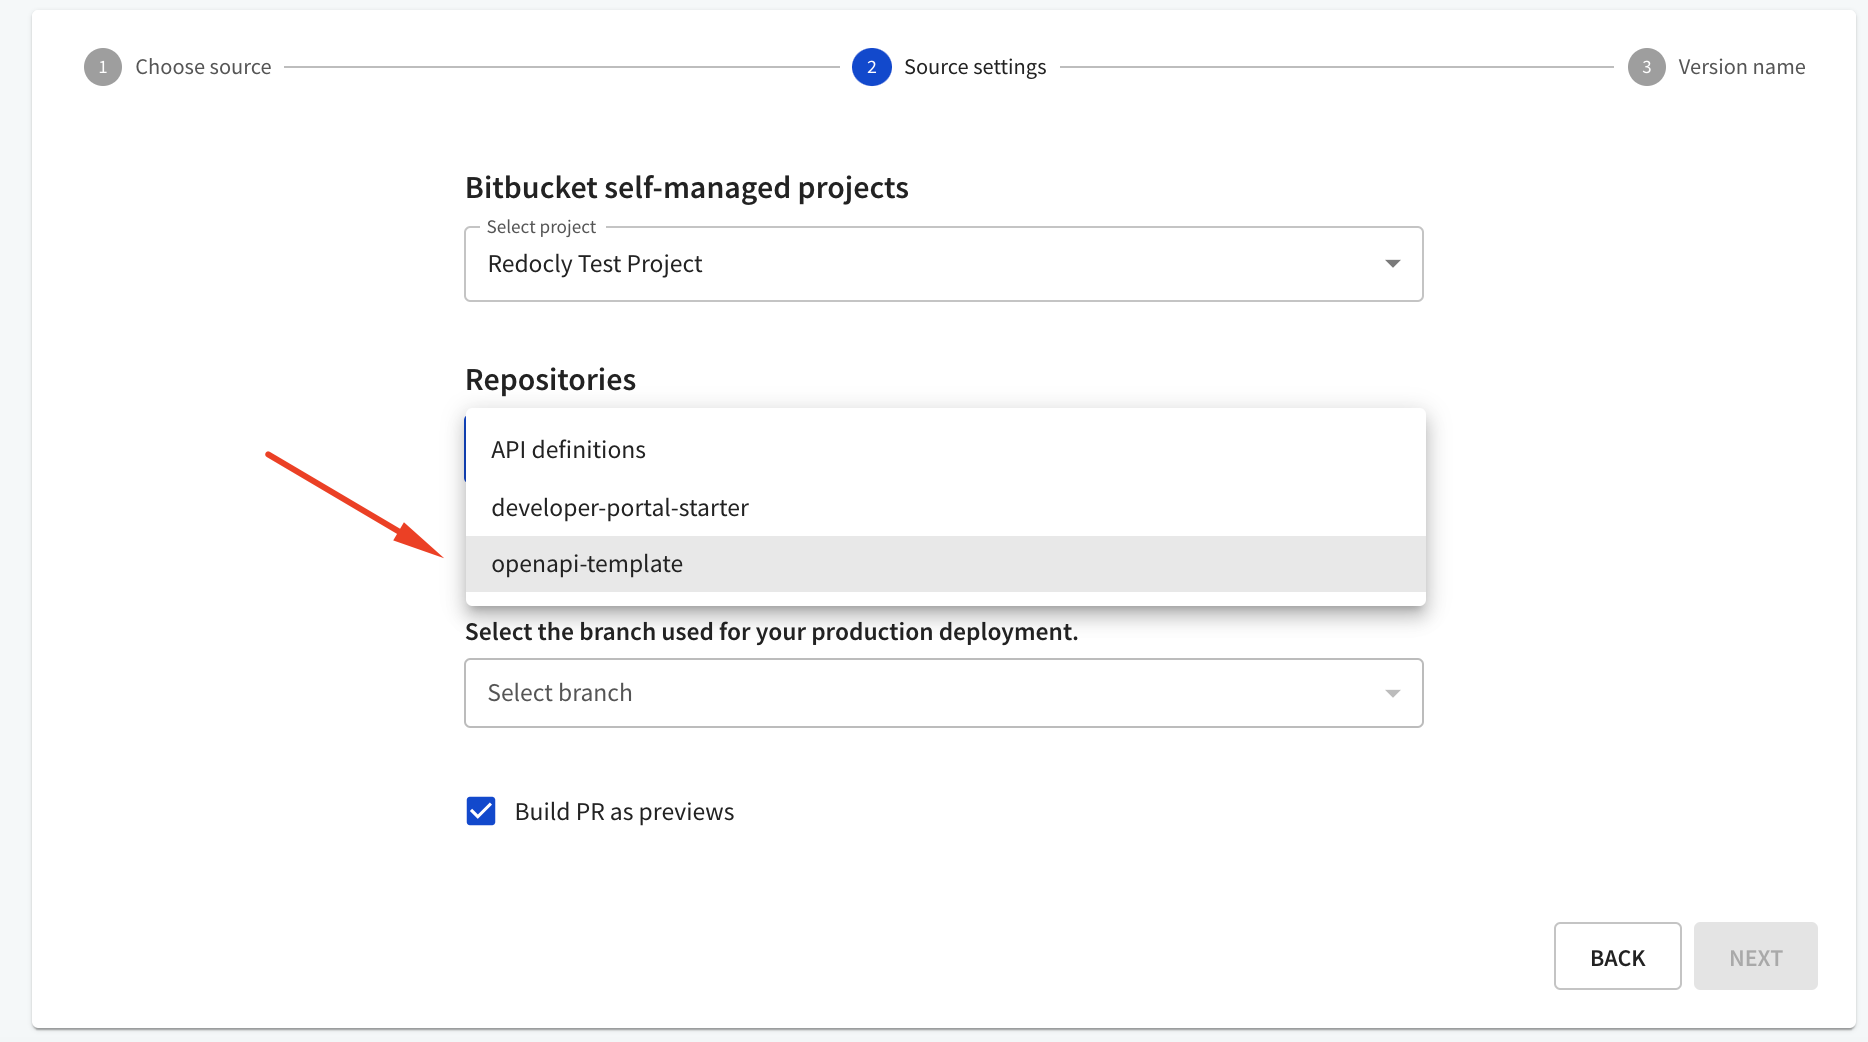 1 Choose source 2 Source settings 3 Version name
Bitbucket self-managed projects
Select project
Redocly Test Project
Repositories
API definitions
developer-portal-starter
openapi-template
Select the branch used for your production deployment.
Select branch
Build PR as previews
BACK NEXT